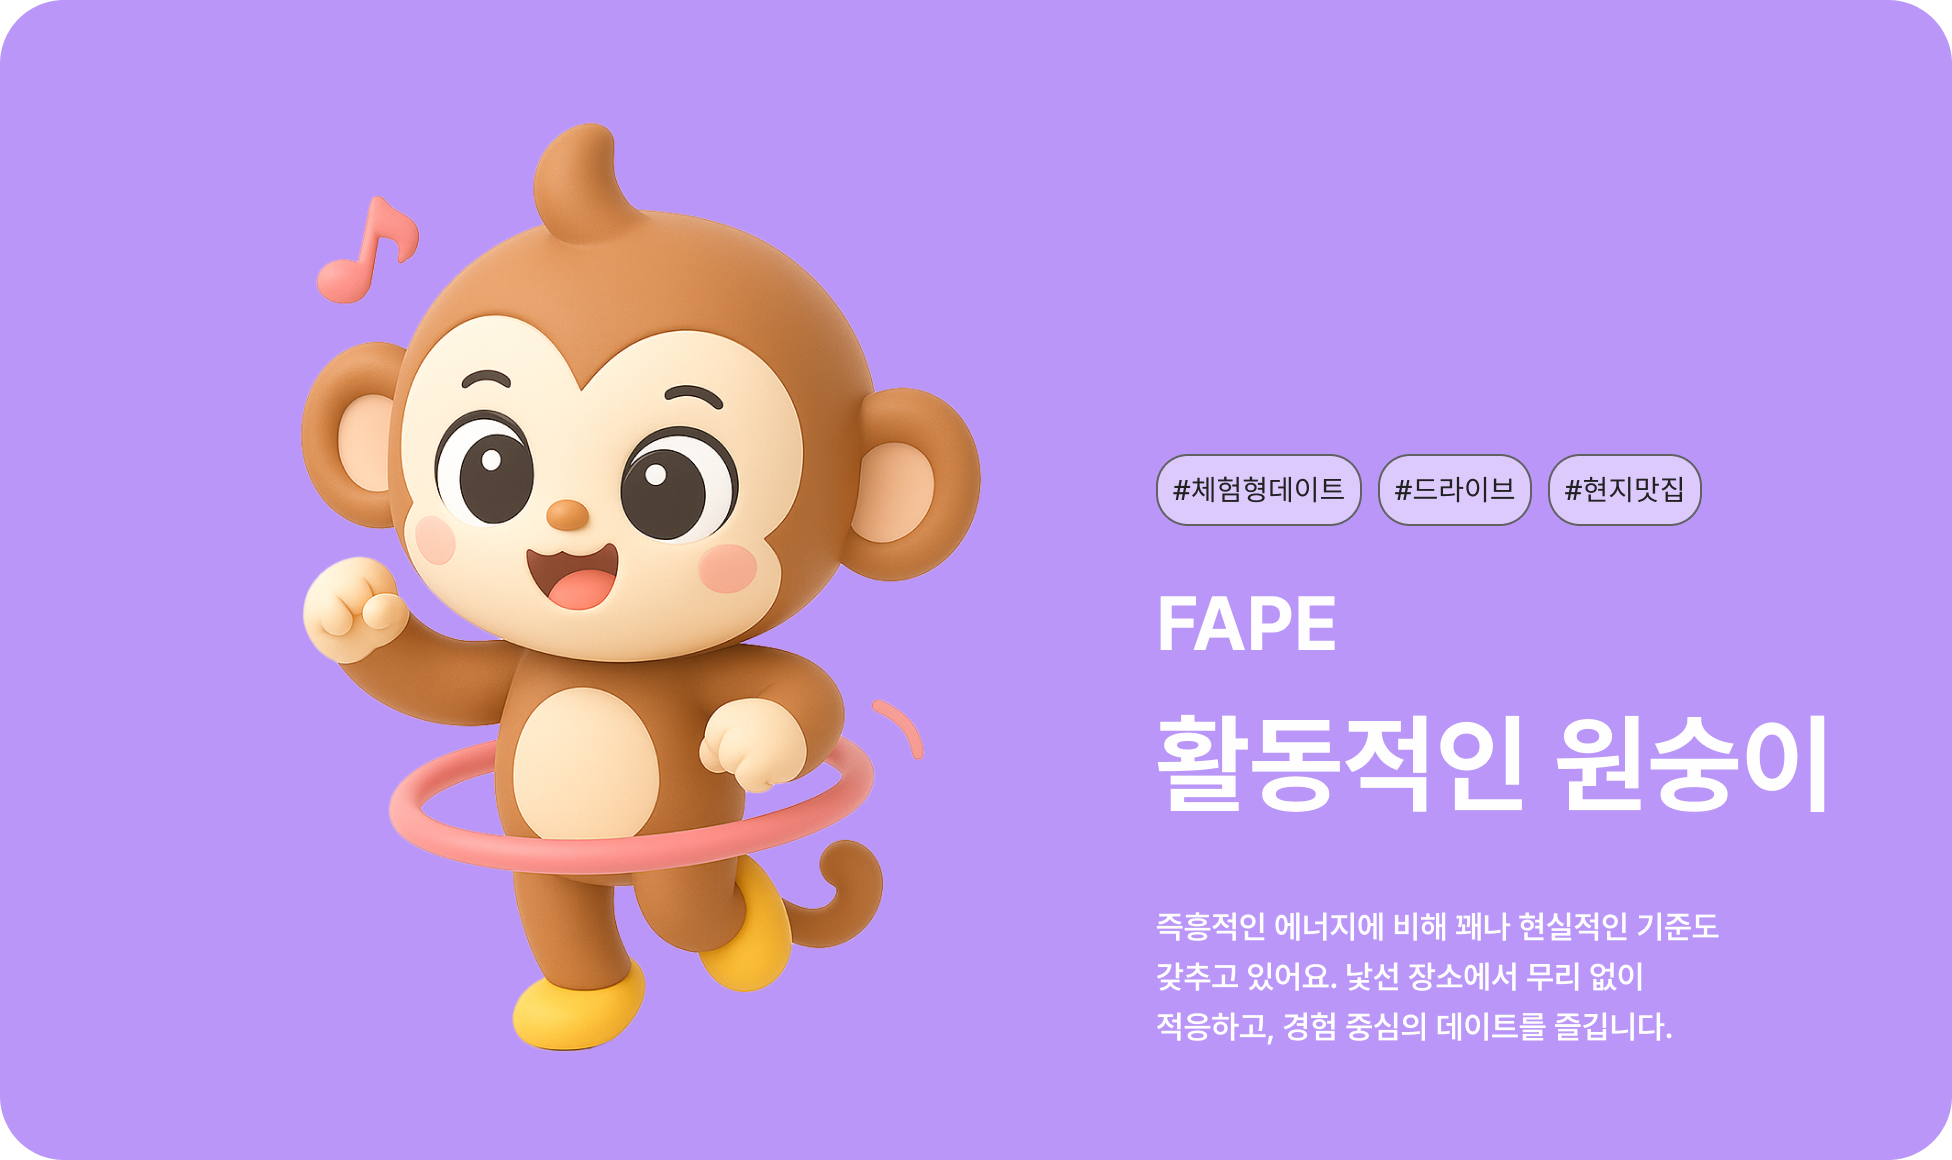 #체험형데이트 #드라이브 #현지맛집
FAPE
활동적인 원숭이
즉흥적인 에너지에 비해 꽤나 현실적인 기준도
갖추고 있어요. 낯선 장소에서 무리 없이
적응하고, 경험 중심의 데이트를 즐깁니다.